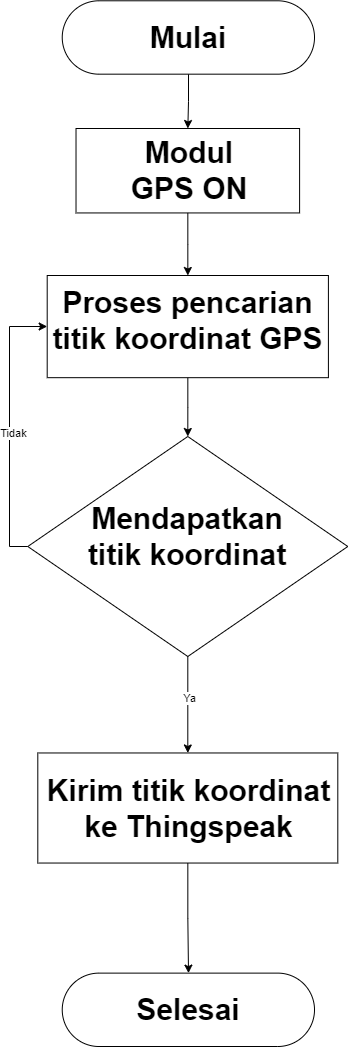 Mulai
Modul
GPS ON
Proses pencarian
titik koordinat GPS
Tidak
Mendapatkan
titik koordinat
Ya
Kirim titik koordinat
ke Thingspeak
Selesai